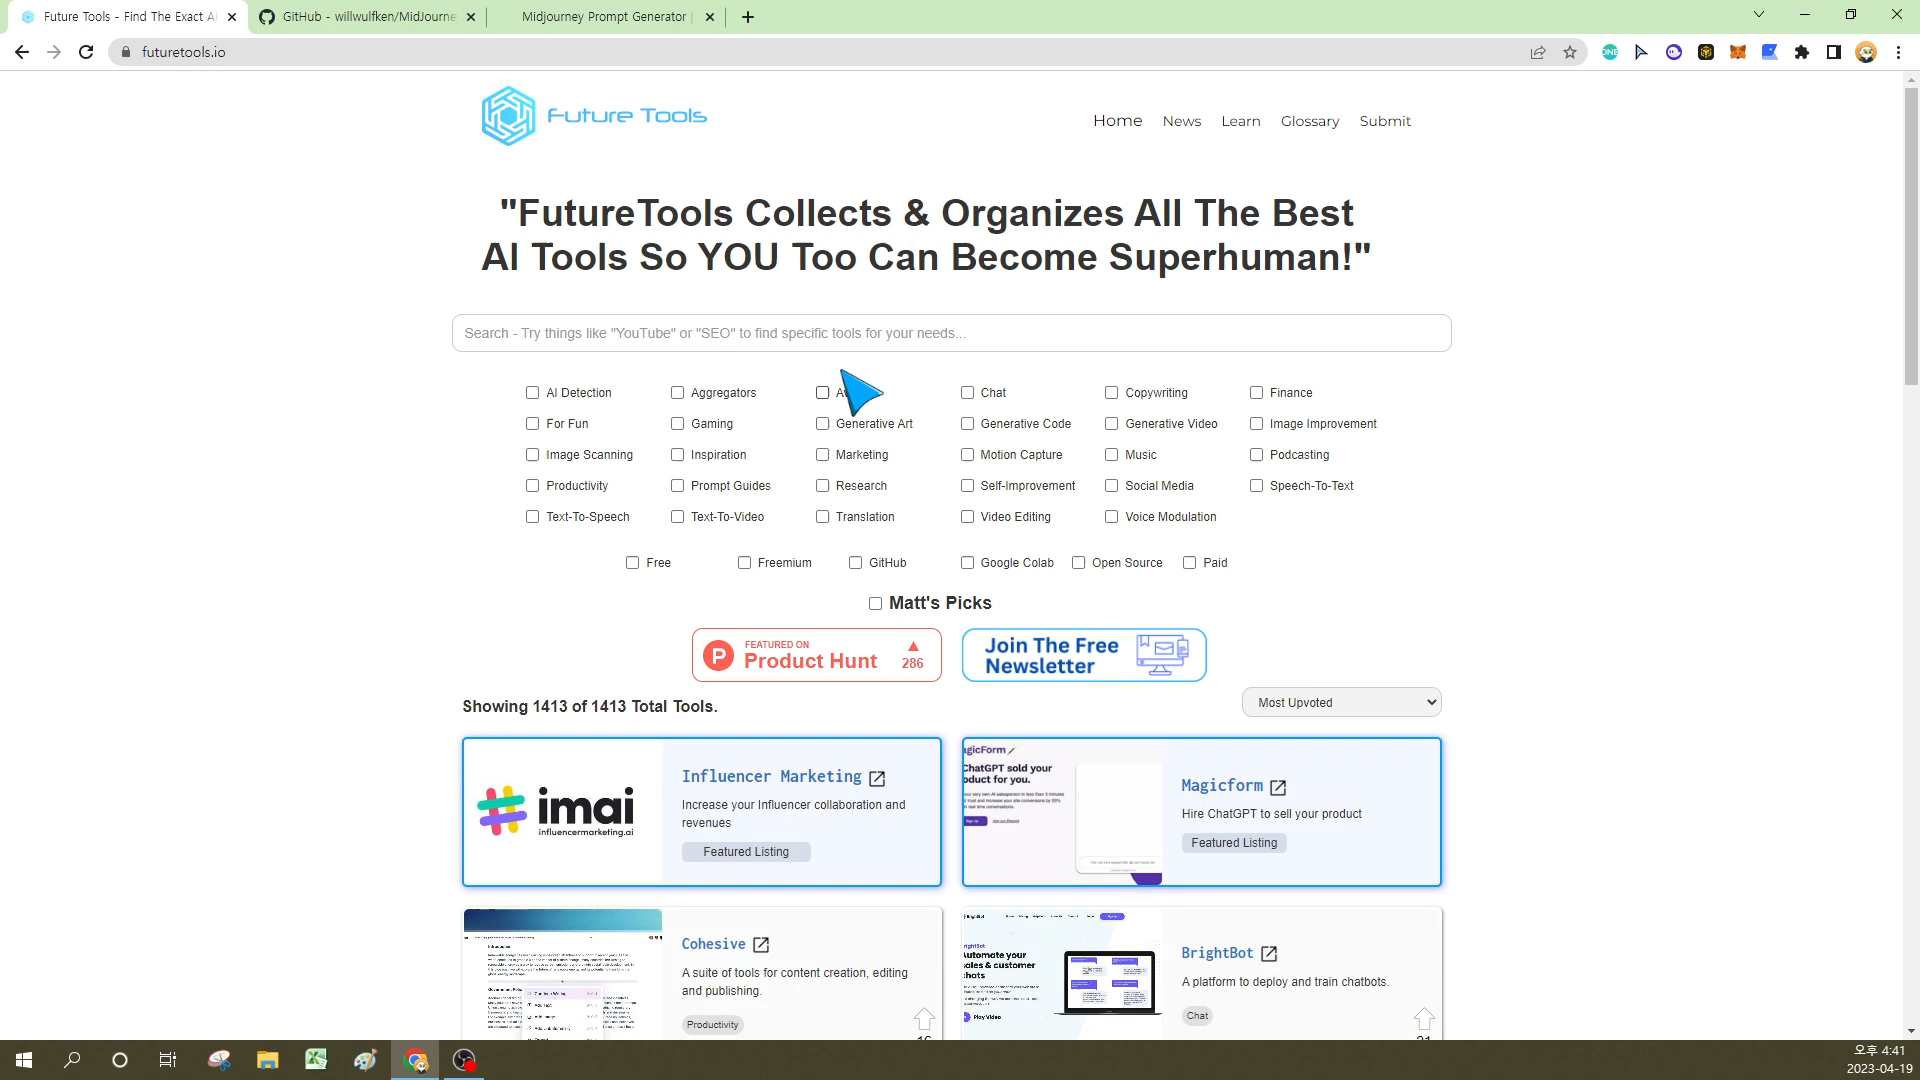 Future Tools - Find The Exact AI
GitHub - willwulfken/MidJourne
Midjourney Prompt Generator |
futuretools.io
Future Tools
Home
News
Learn
Glossary
Submit
"FutureTools Collects & Organizes All The Best
AI Tools So YOU Too Can Become Superhuman!"
Search - Try things like "YouTube" or "SEO" to find specific tools for your needs...
AI Detection
Aggregators
Chat
Copywriting
Finance
For Fun
Gaming
Generative Art
Generative Code
Generative Video
Image Improvement
Image Scanning
Inspiration
Marketing
Motion Capture
Music
Podcasting
Productivity
Prompt Guides
Research
Self-Improvement
Social Media
Speech-To-Text
Text-To-Speech
Text-To-Video
Translation
Video Editing
Voice Modulation
Free
Freemium
GitHub
Google Colab
Open Source
Paid
Matt's Picks
FEATURED ON
Product Hunt
286
Join The Free
Newsletter
Showing 1413 of 1413 Total Tools.
Most Upvoted
imai
influencermarketing.ai
Influencer Marketing
Increase your Influencer collaboration and
revenues
Featured Listing
agicForm
ChatGPT sold your
oduct for you.
Magicform
Hire ChatGPT to sell your product
Featured Listing
Cohesive
A suite of tools for content creation, editing
and publishing.
Productivity
BrightBot
rightBot
Automate your
ales & customer
chats
Play Video
BrightBot
A platform to deploy and train chatbots.
Chat
오후 4:41
2023-04-19